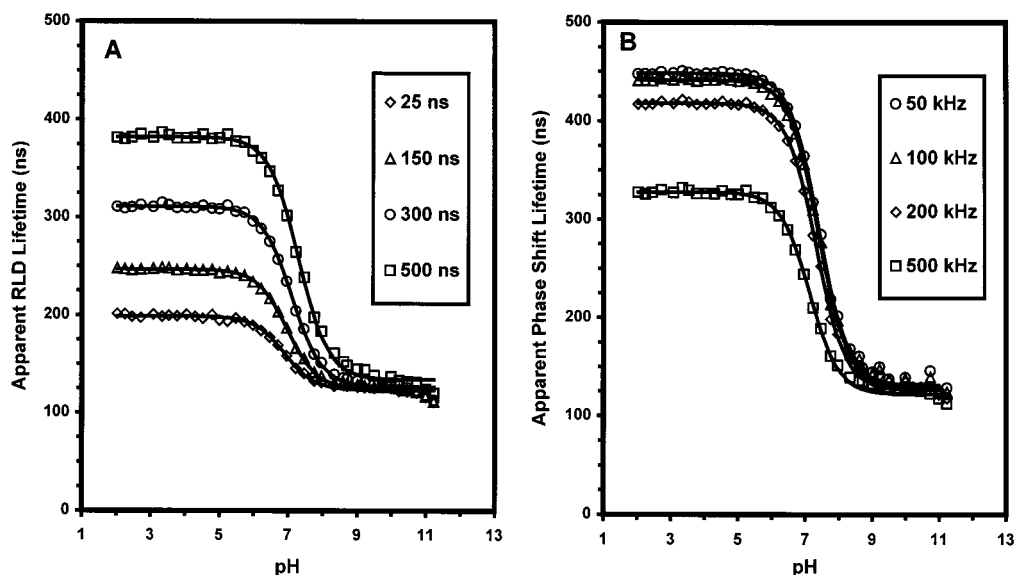 A
500
400
300
200
100
0
1
3
5
7
9
11
13
Apparent RLD Lifetime (ns)
pH
25 ns
150 ns
300 ns
500 ns
B
500
400
300
200
100
0
1
3
5
7
9
11
13
Apparent Phase Shift Lifetime (ns)
pH
50 kHz
100 kHz
200 kHz
500 kHz